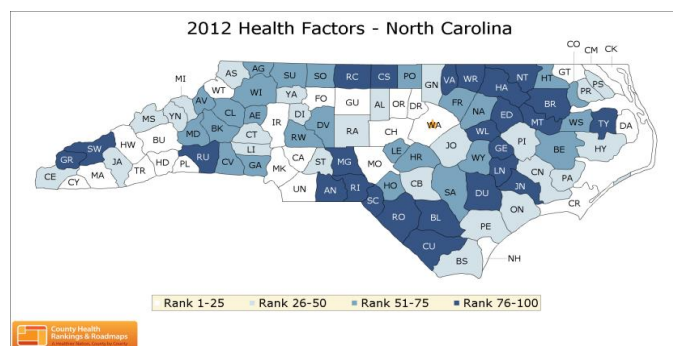 2012 Health Factors - North Carolina
CO
CM
CK
MI
AS
AG
SU
SO
RC
CS
PO
GN
VA
WR
NT
HA
HT
GT
PS
PR
WT
WI
YA
FO
GU
AL
OR
DR
FR
NA
BR
MS
YN
AV
CL
AE
IR
DI
DV
RA
CH
WA
WL
ED
MT
WS
TY
DA
MD
BK
CT
RW
LE
JO
GE
PI
BE
HY
GR
SW
HW
BU
RU
CV
LI
GA
CA
ST
MG
MO
HR
WY
LN
CN
PA
CE
CY
MA
JA
TR
HD
PL
MK
UN
AN
RI
HO
CB
SA
DU
JN
CR
SC
RO
BL
ON
PE
CU
BS
NH
Rank 1-25
Rank 26-50
Rank 51-75
Rank 76-100
County Health
Rankings & Roadmaps